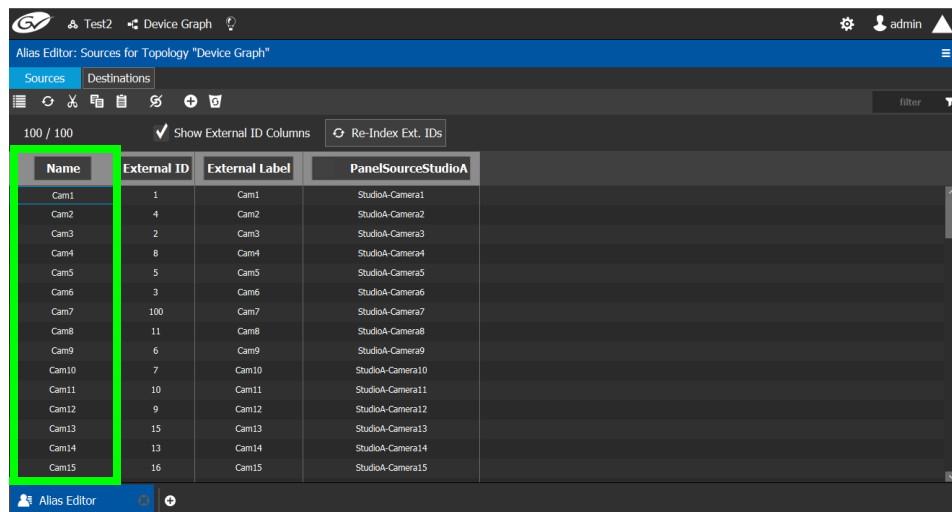 GV Test2 Device Graph admin
Alias Editor: Sources for Topology "Device Graph"
Sources Destinations
filter
100 / 100 Show External ID Columns Re-Index Ext. IDs
Name External ID External Label PanelSourceStudioA
Cam1 1 Cam1 StudioA-Camera1
Cam2 4 Cam2 StudioA-Camera2
Cam3 2 Cam3 StudioA-Camera3
Cam4 8 Cam4 StudioA-Camera4
Cam5 5 Cam5 StudioA-Camera5
Cam6 3 Cam6 StudioA-Camera6
Cam7 100 Cam7 StudioA-Camera7
Cam8 11 Cam8 StudioA-Camera8
Cam9 6 Cam9 StudioA-Camera9
Cam10 7 Cam10 StudioA-Camera10
Cam11 10 Cam11 StudioA-Camera11
Cam12 9 Cam12 StudioA-Camera12
Cam13 15 Cam13 StudioA-Camera13
Cam14 13 Cam14 StudioA-Camera14
Cam15 16 Cam15 StudioA-Camera15
Alias Editor